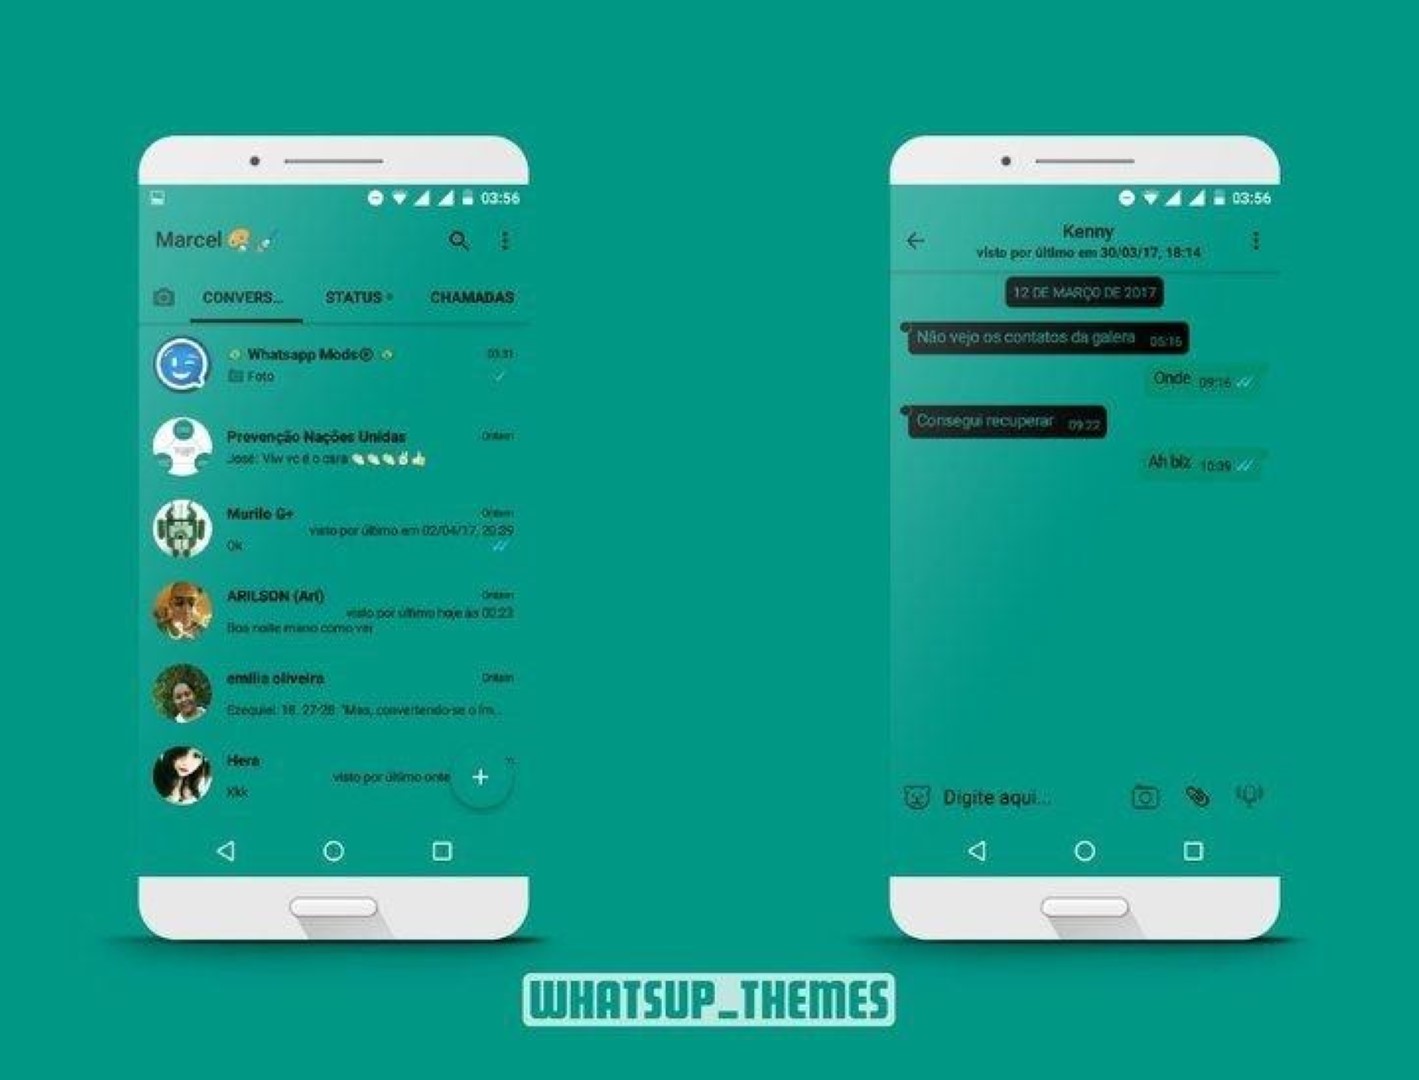 03:56
Marcel
CONVERS...
STATUS
CHAMADAS
Whatsapp Mods®
03:31
Foto
Prevenção Nações Unidas
Ontem
José: Vlw vc é o cara
Murilo G+
Ontem
visto por último em 02/04/17, 20:29
Ok
ARILSON (Ari)
Ontem
visto por último hoje às 00:23
Boa noite mano como vai
emilia oliveira
Ontem
Ezequiel: 18. 27-28 "Mas, convertendo-se o ím...
Hera
visto por último onte
Kkk
03:56
Kenny
visto por último em 30/03/17, 18:14
12 DE MARÇO DE 2017
Não vejo os contatos da galera
Onde 09:16
Consegui recuperar 09:22
Ah blz 10:39
Digite aqui...
WHATSUP_THEMES